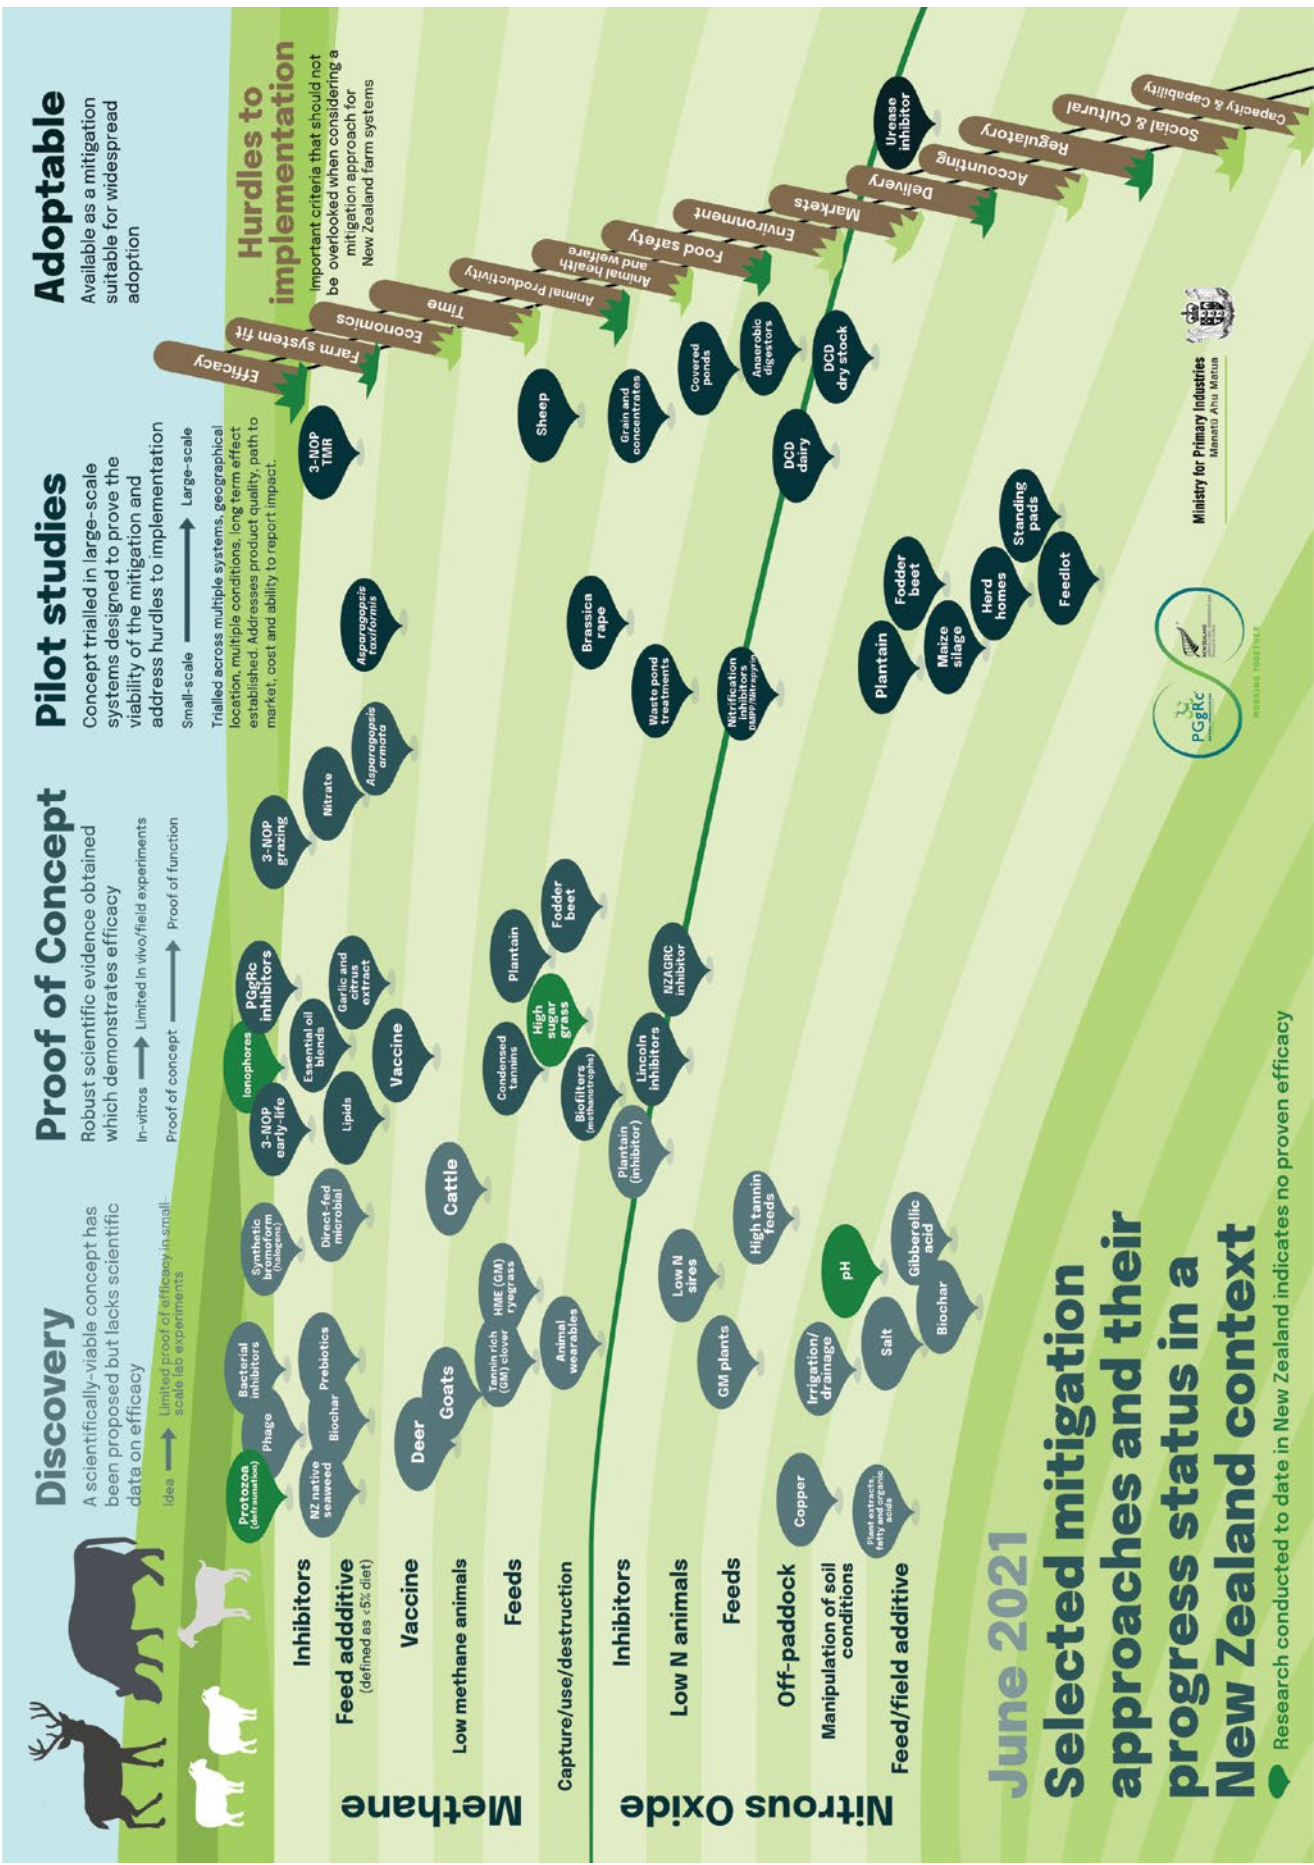 Discovery
A scientifically-viable concept has
been proposed but lacks scientific
data on efficacy
Idea
Limited proof of efficacy in small-
scale lab experiments
Proof of Concept
Robust scientific evidence obtained
which demonstrates efficacy
In-vitros
Limited In vivo/field experiments
Proof of concept
Proof of function
Pilot studies
Concept trialled in large-scale
systems designed to prove the
viability of the mitigation and
address hurdles to implementation
Small-scale
Large-scale
Trialled across multiple systems, geographical
location, multiple conditions, long term effect
established. Addresses product quality, path to
market, cost and ability to report impact.
Adoptable
Available as a mitigation
suitable for widespread
adoption
Hurdles to
implementation
Important criteria that should not
be overlooked when considering a
mitigation approach for
New Zealand farm systems
Efficacy
Farm system fit
Economics
Time
Animal Productivity
Animal health
and welfare
Food safety
Environment
Markets
Delivery
Accounting
Regulatory
Social & Cultural
Capacity & Capability
Methane
Inhibitors
Protozoa
(defaunation)
Phage
Bacterial
inhibitors
Synthetic
bromoform
(halogens)
3-NOP
early-life
Ionophores
PGgRc
inhibitors
3-NOP
grazing
3-NOP
TMR
Feed additive
(defined as <5% diet)
NZ native
seaweed
Biochar
Prebiotics
Direct-fed
microbial
Lipids
Essential oil
blends
Garlic and
citrus
extract
Nitrate
Asparagopsis
armata
Asparagopsis
taxiformis
Vaccine
Vaccine
Low methane animals
Deer
Goats
Cattle
Sheep
Feeds
Tannin rich
(GM) clover
HME (GM)
ryegrass
Condensed
tannins
High
sugar
grass
Plantain
Fodder
beet
Brassica
rape
Grain and
concentrates
Capture/use/destruction
Animal
wearables
Biofilters
(methanotrophs)
Waste pond
treatments
Covered
ponds
Anaerobic
digestors
Nitrous Oxide
Inhibitors
Plantain
(inhibitor)
Lincoln
inhibitors
NZAGRC
inhibitor
Nitrification
inhibitors
DMPP/Nitrapyrin
DCD
dairy
DCD
dry stock
Urease
inhibitor
Low N animals
Low N
sires
Feeds
GM plants
High tannin
feeds
Plantain
Fodder
beet
Maize
silage
Off-paddock
Herd
homes
Standing
pads
Feedlot
Manipulation of soil
conditions
Copper
Irrigation/
drainage
pH
Feed/field additive
Plant extracts,
fatty and organic
acids
Salt
Biochar
Gibberellic
acid
June 2021
Selected mitigation
approaches and their
progress status in a
New Zealand context
Research conducted to date in New Zealand indicates no proven efficacy
PGgRc
WORKING TOGETHER
Ministry for Primary Industries
Manatū Ahu Matua